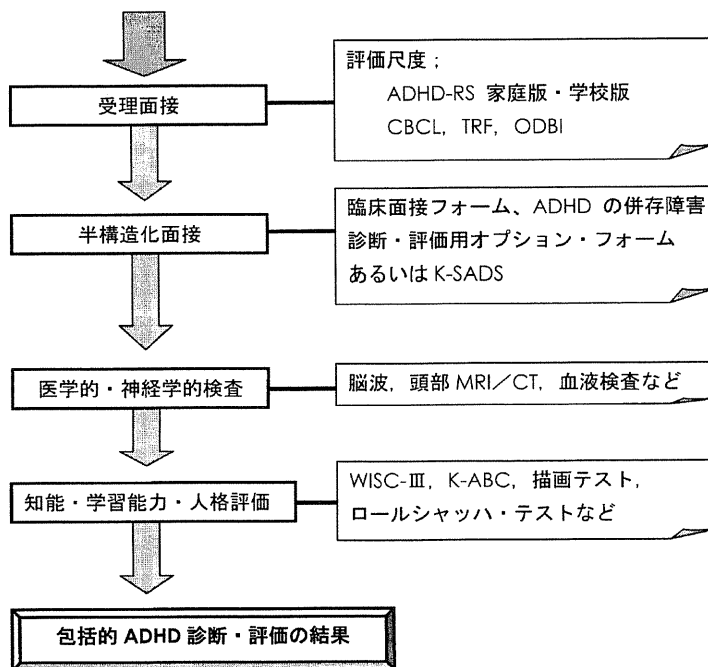 受理面接
評価尺度；
ADHD-RS 家庭版・学校版
CBCL, TRF, ODBI
半構造化面接
臨床面接フォーム、ADHD の併存障害
診断・評価用オプション・フォーム
あるいは K-SADS
医学的・神経学的検査
脳波，頭部 MRI／CT，血液検査など
知能・学習能力・人格評価
WISC-Ⅲ，K-ABC，描画テスト，
ロールシャッハ・テストなど
包括的 ADHD 診断・評価の結果